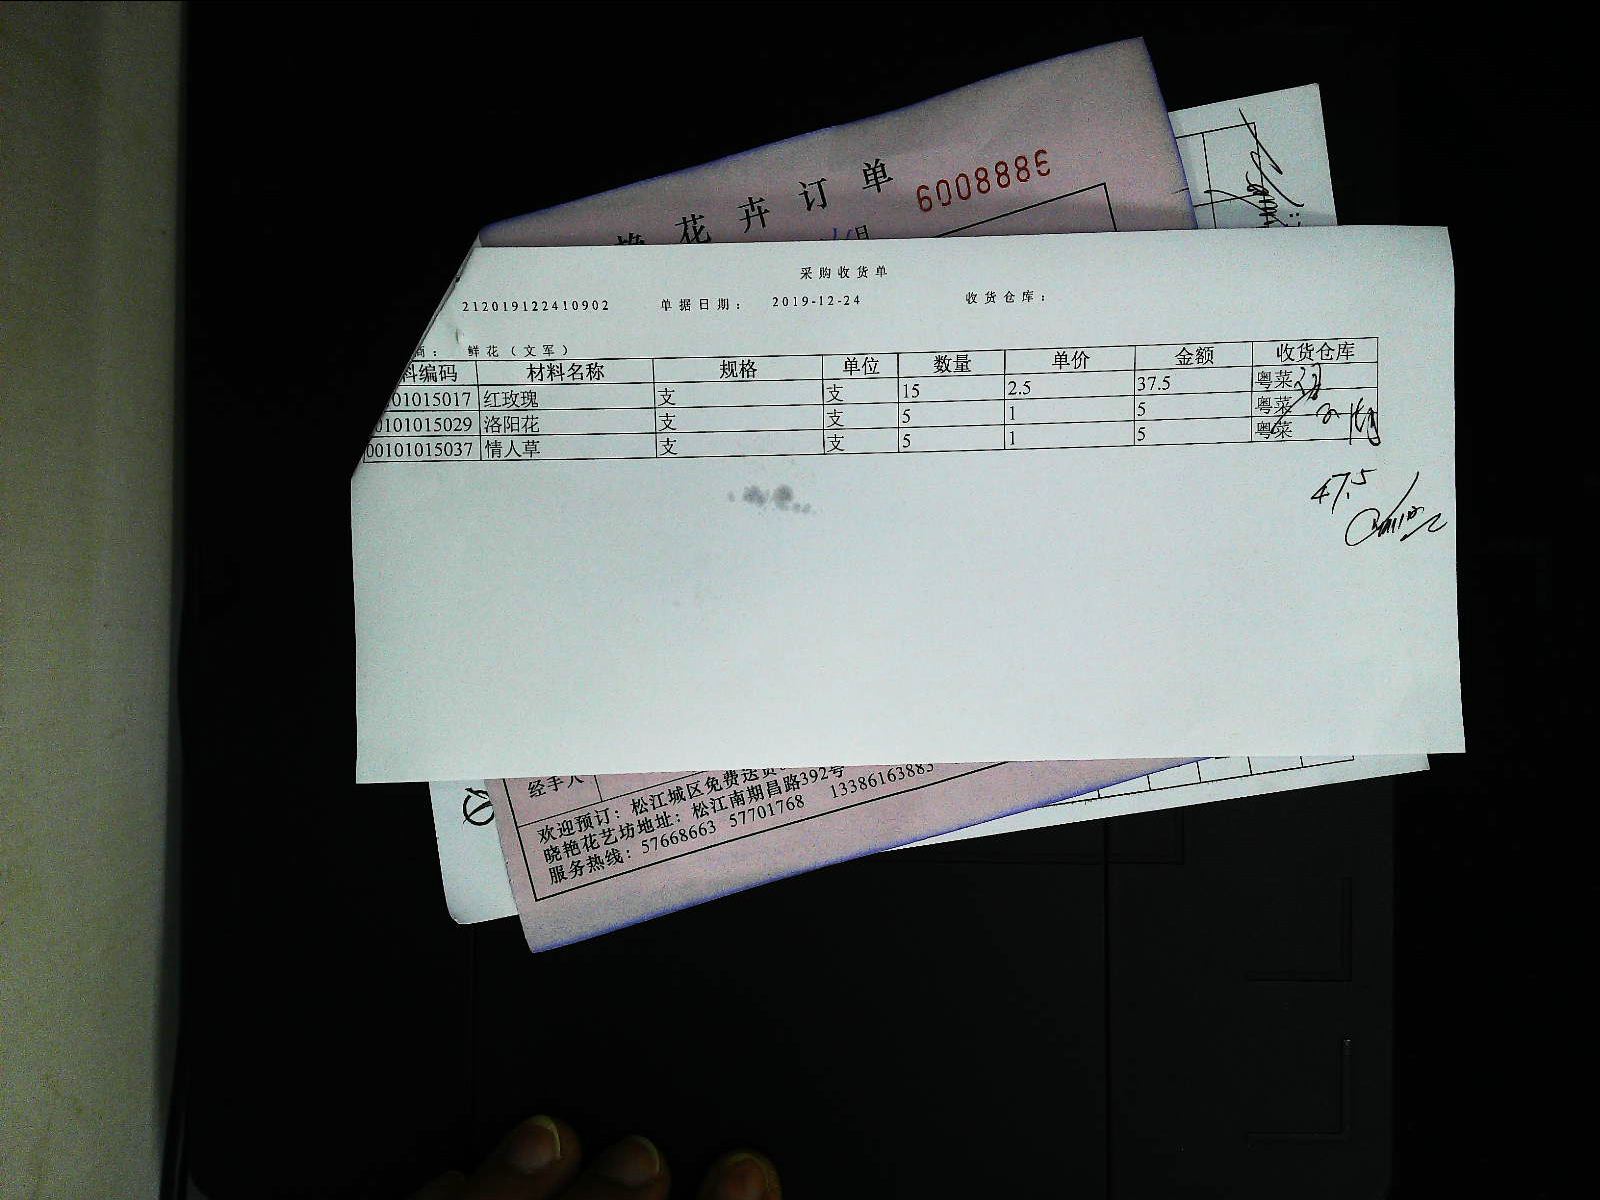 花卉订单 6008886
月
采购收货单
212019122410902 单据日期: 2019-12-24 收货仓库:
商: 鲜花(文军)
料编码 材料名称 规格 单位 数量 单价 金额 收货仓库
0101015017 红玫瑰 支 支 15 2.5 37.5 粤菜
0101015029 洛阳花 支 支 5 1 5 粤菜
00101015037 情人草 支 支 5 1 5 粤菜
47.5
经手人
欢迎预订: 松江城区免费送货
晓艳花艺坊地址: 松江南期昌路392号
服务热线: 57668663 57701768 13386163883